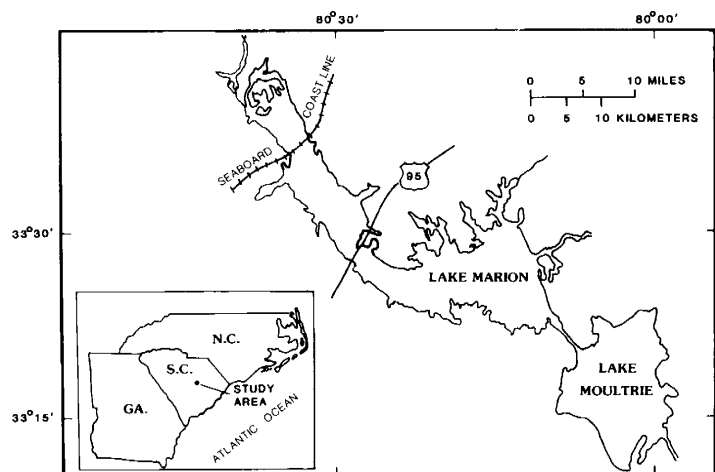 80°30′
80°00′
COAST LINE
SEABOARD
0 5 10 MILES
0 5 10 KILOMETERS
95
33°30′
LAKE MARION
N.C.
S.C.
STUDY
AREA
GA.
ATLANTIC OCEAN
LAKE
MOULTRIE
33°15′